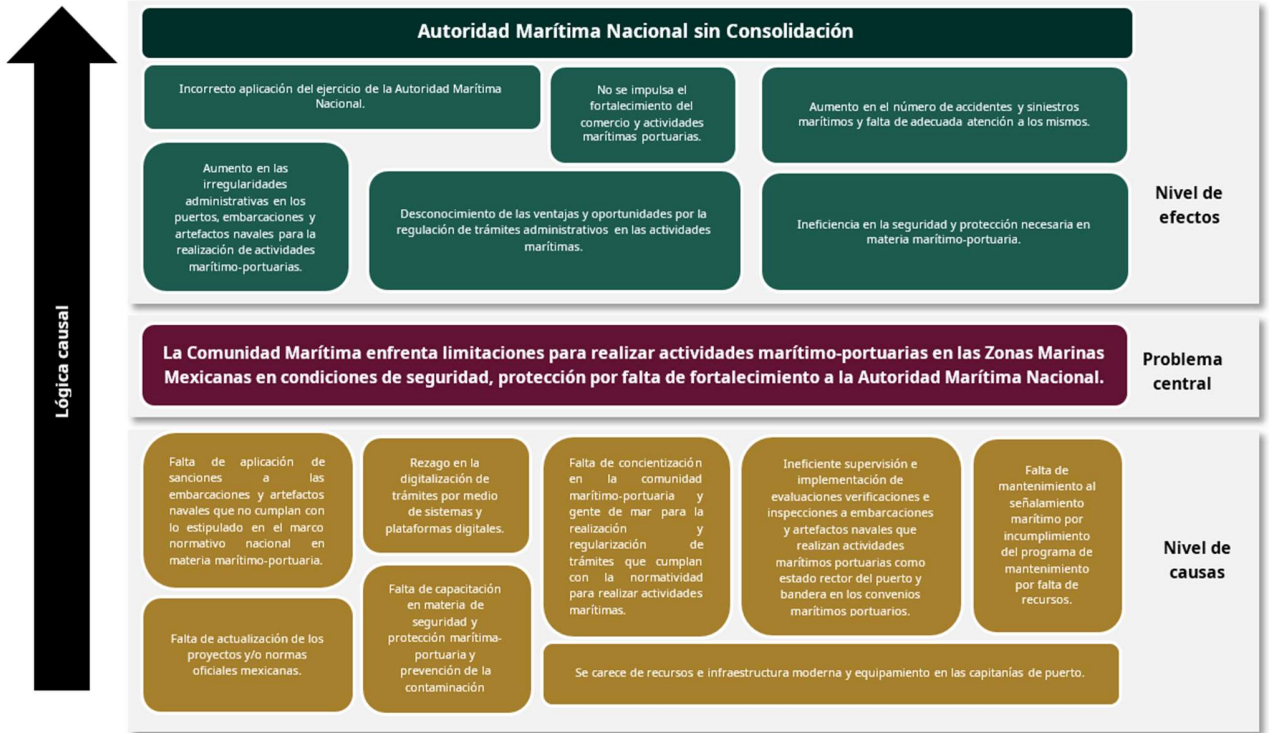 Autoridad Marítima Nacional sin Consolidación
Incorrecto aplicación del ejercicio de la Autoridad Marítima
Nacional.
No se impulsa el
fortalecimiento del
comercio y actividades
marítimas portuarias.
Aumento en el número de accidentes y siniestros
marítimos y falta de adecuada atención a los mismos.
Aumento en las
irregularidades
administrativas en los
puertos, embarcaciones y
artefactos navales para la
realización de actividades
marítimo-portuarias.
Desconocimiento de las ventajas y oportunidades por la
regulación de trámites administrativos en las actividades
marítimas.
Ineficiencia en la seguridad y protección necesaria en
materia marítimo-portuaria.
Nivel de
efectos
Lógica causal
La Comunidad Marítima enfrenta limitaciones para realizar actividades marítimo-portuarias en las Zonas Marinas
Mexicanas en condiciones de seguridad, protección por falta de fortalecimiento a la Autoridad Marítima Nacional.
Problema
central
Falta de aplicación de
sanciones a las
embarcaciones y artefactos
navales que no cumplan con
lo estipulado en el marco
normativo nacional en
materia marítimo-portuaria.
Rezago en la
digitalización de
trámites por medio
de sistemas y
plataformas digitales.
Falta de concientización
en la comunidad
marítimo-portuaria y
gente de mar para la
realización y
regularización de
trámites que cumplan
con la normatividad
para realizar actividades
marítimas.
Ineficiente supervisión e
implementación de
evaluaciones verificaciones e
inspecciones a embarcaciones
y artefactos navales que
realizan actividades
marítimos portuarias como
estado rector del puerto y
bandera en los convenios
marítimos portuarios.
Falta de
mantenimiento al
señalamiento
marítimo por
incumplimiento
del programa de
mantenimiento
por falta de
recursos.
Nivel de
causas
Falta de actualización de los
proyectos y/o normas
oficiales mexicanas.
Falta de capacitación
en materia de
seguridad y
protección marítima-
portuaria y
prevención de la
contaminación
Se carece de recursos e infraestructura moderna y equipamiento en las capitanías de puerto.